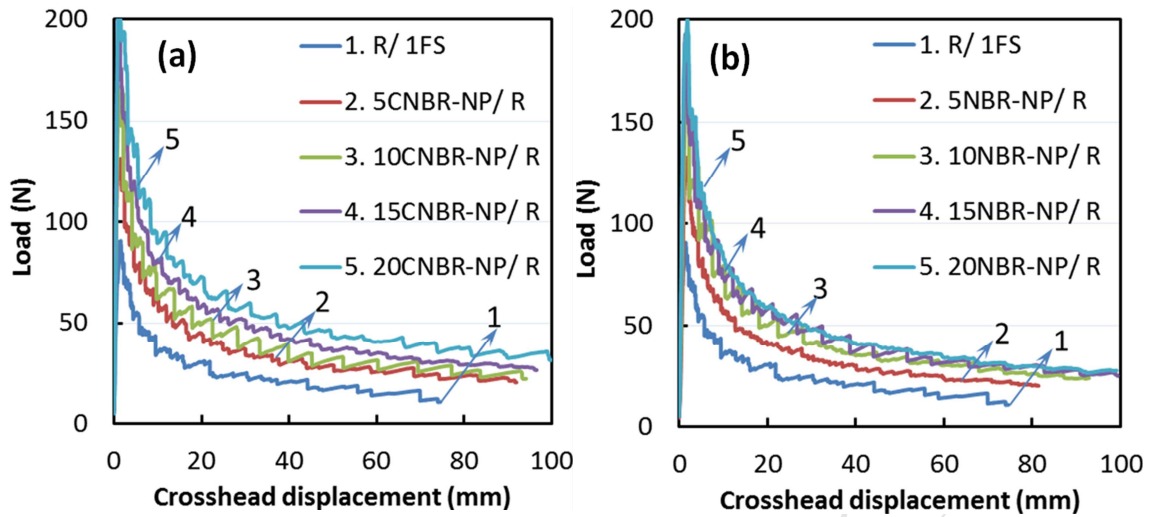 (a)
1. R/ 1FS
2. 5CNBR-NP/ R
3. 10CNBR-NP/ R
4. 15CNBR-NP/ R
5. 20CNBR-NP/ R
5
4
3
2
1
200
150
100
50
0
Load (N)
0 20 40 60 80 100
Crosshead displacement (mm)
(b)
1. R/ 1FS
2. 5NBR-NP/ R
3. 10NBR-NP/ R
4. 15NBR-NP/ R
5. 20NBR-NP/ R
5
4
3
2
1
200
150
100
50
0
Load (N)
0 20 40 60 80 100
Crosshead displacement (mm)